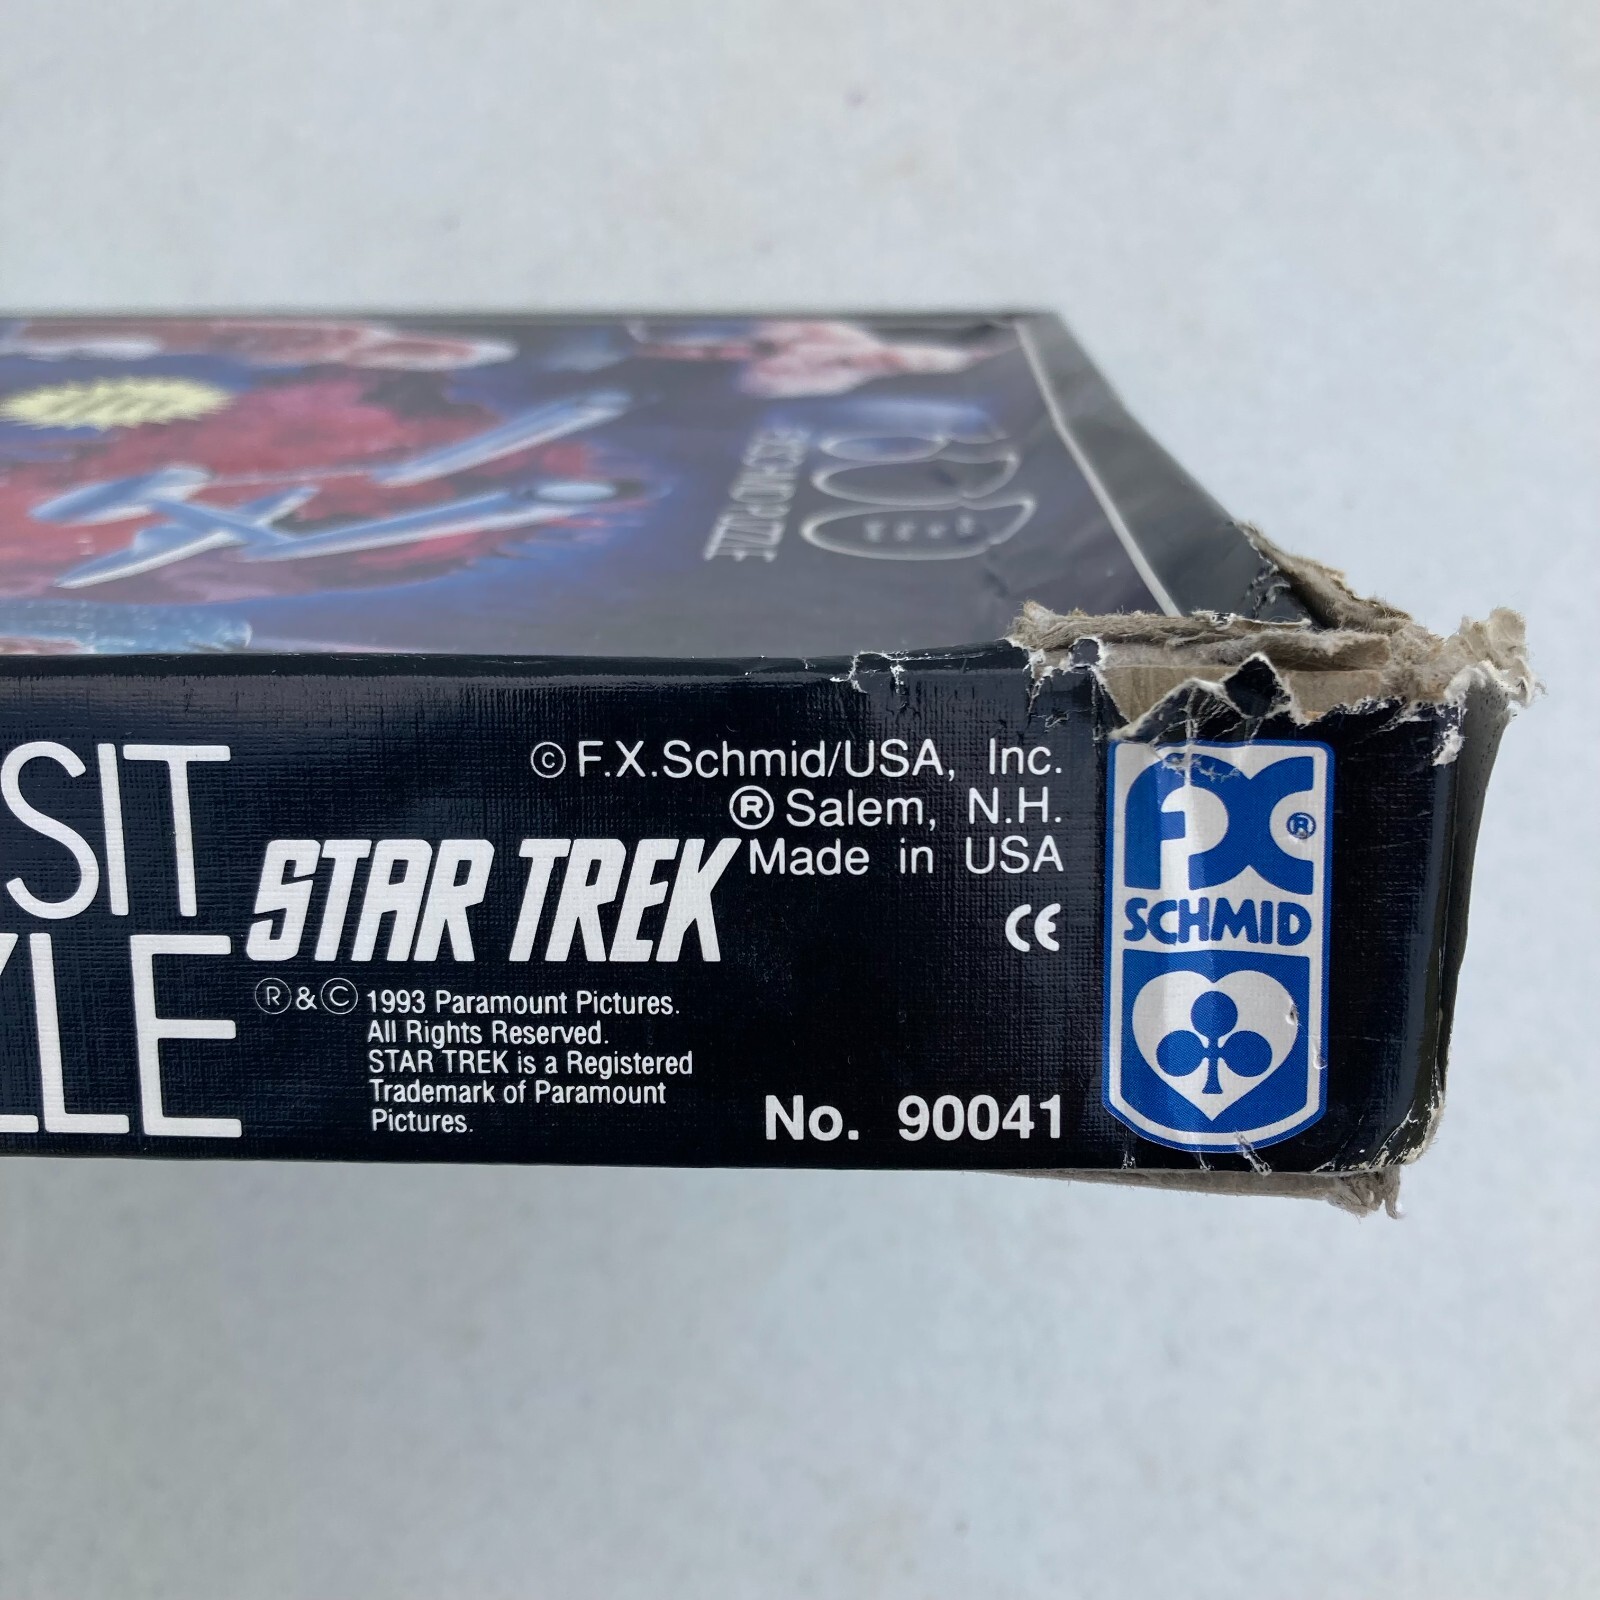 SIT
© F.X.Schmid/USA, Inc.
® Salem, N.H.
Made in USA
STAR TREK
CE
® & © 1993 Paramount Pictures.
All Rights Reserved.
STAR TREK is a Registered
Trademark of Paramount
Pictures.
No. 90041
FX ®
SCHMID